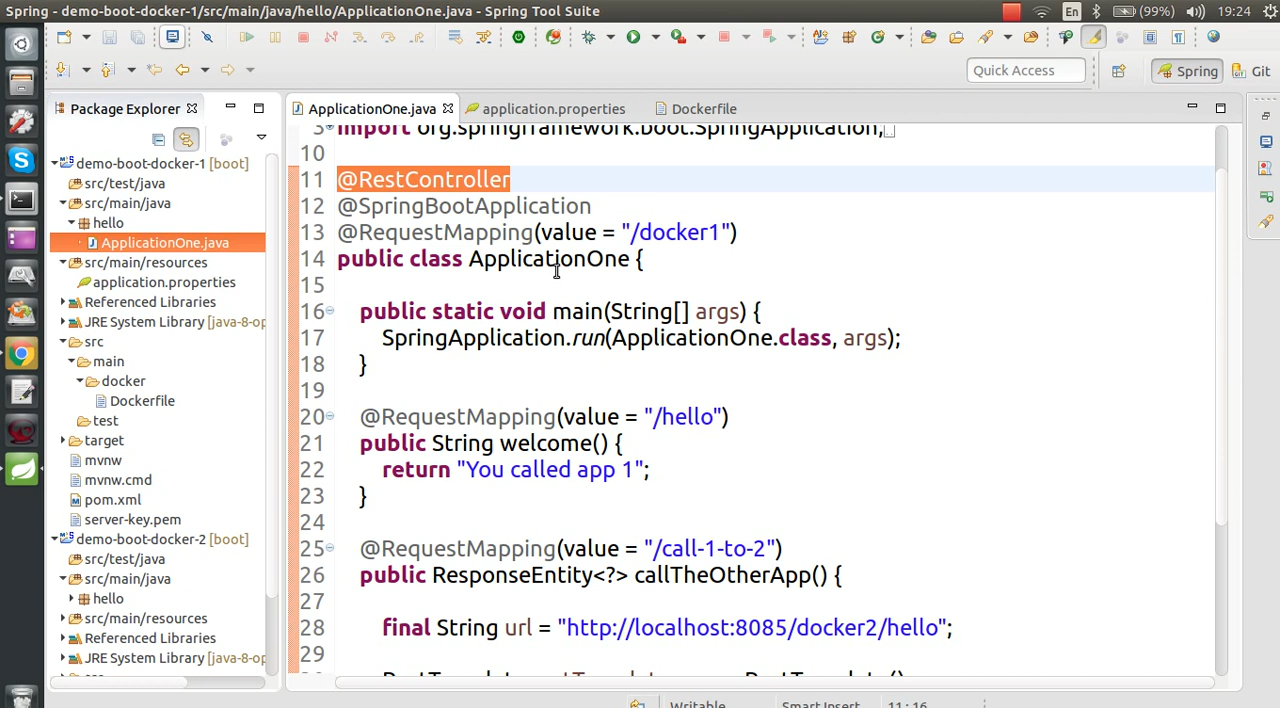 Spring - demo-boot-docker-1/src/main/java/hello/ApplicationOne.java - Spring Tool Suite
En (99%) 19:24
Quick Access Spring Git
Package Explorer
ApplicationOne.java application.properties Dockerfile
demo-boot-docker-1 [boot]
src/test/java
src/main/java
hello
ApplicationOne.java
src/main/resources
application.properties
Referenced Libraries
JRE System Library [java-8-op
src
main
docker
Dockerfile
test
target
mvnw
mvnw.cmd
pom.xml
server-key.pem
demo-boot-docker-2 [boot]
src/test/java
src/main/java
hello
src/main/resources
Referenced Libraries
JRE System Library [java-8-op
3 import org.springframework.boot.SpringApplication;
10
11 @RestController
12 @SpringBootApplication
13 @RequestMapping(value = "/docker1")
14 public class ApplicationOne {
15
16 public static void main(String[] args) {
17 SpringApplication.run(ApplicationOne.class, args);
18 }
19
20 @RequestMapping(value = "/hello")
21 public String welcome() {
22 return "You called app 1";
23 }
24
25 @RequestMapping(value = "/call-1-to-2")
26 public ResponseEntity<?> callTheOtherApp() {
27
28 final String url = "http://localhost:8085/docker2/hello";
29
Writable Smart Insert 11 : 16